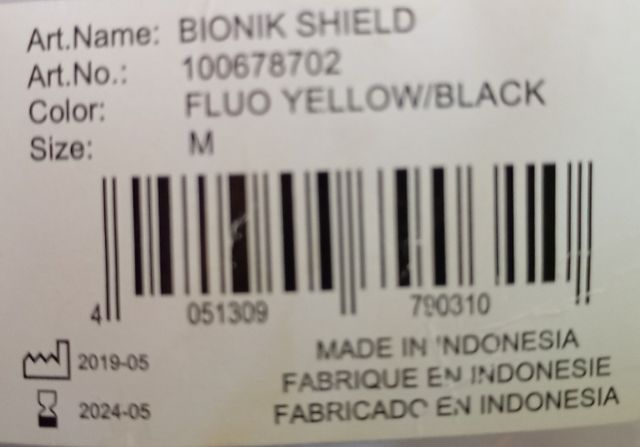 Art.Name: BIONIK SHIELD
Art.No.: 100678702
Color: FLUO YELLOW/BLACK
Size: M
4 051309 790310
2019-05
2024-05
MADE IN INDONESIA
FABRIQUE EN INDONESIE
FABRICADO EN INDONESIA